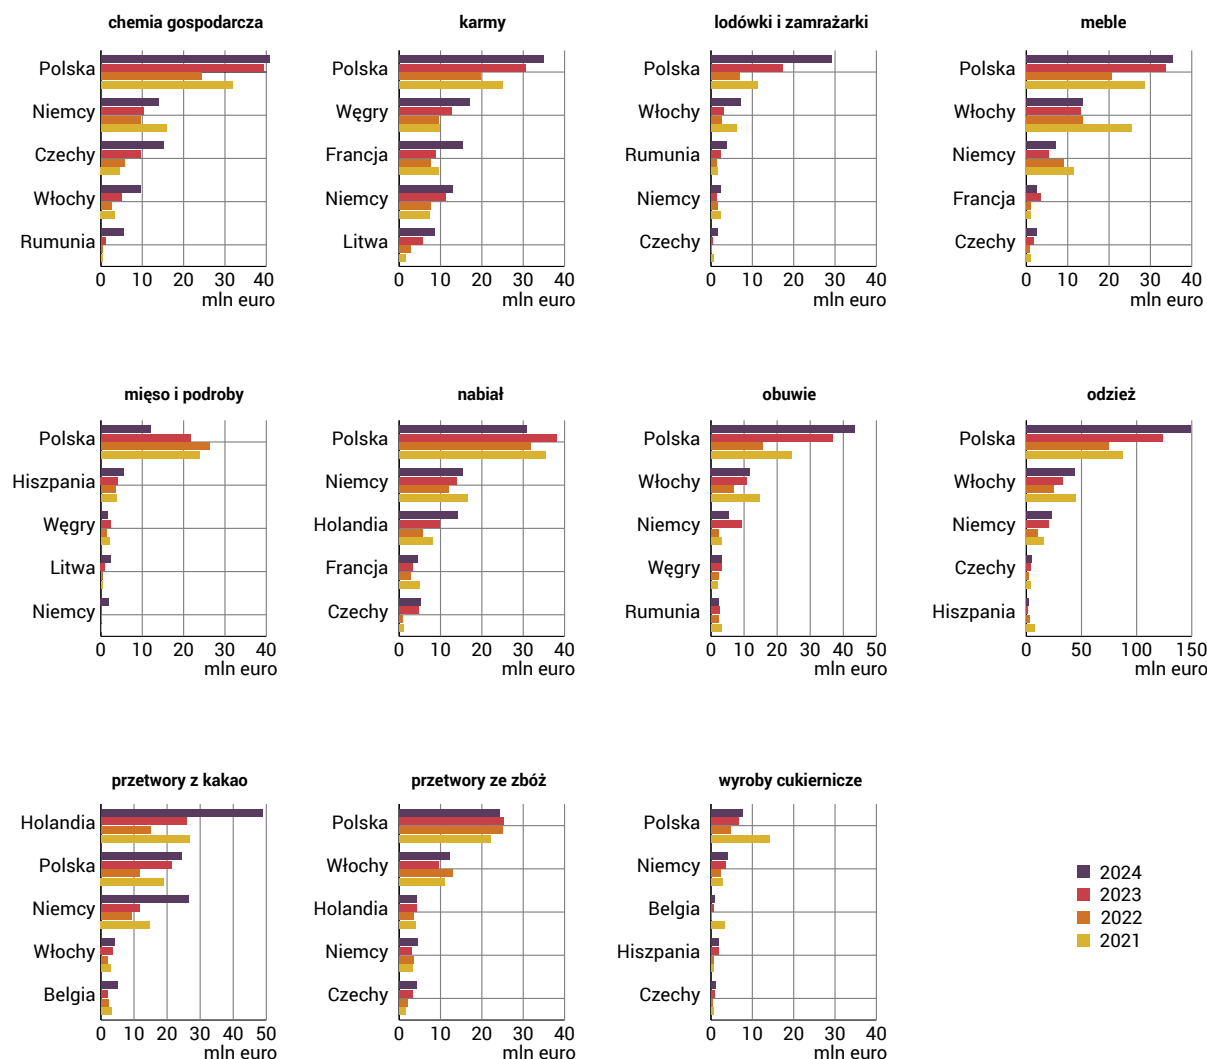 chemia gospodarcza
Polska
Niemcy
Czechy
Włochy
Rumunia
0 10 20 30 40
mln euro
karmy
Polska
Węgry
Francja
Niemcy
Litwa
0 10 20 30 40
mln euro
lodówki i zamrażarki
Polska
Włochy
Rumunia
Niemcy
Czechy
0 10 20 30 40
mln euro
meble
Polska
Włochy
Niemcy
Francja
Czechy
0 10 20 30 40
mln euro
mięso i podroby
Polska
Hiszpania
Węgry
Litwa
Niemcy
0 10 20 30 40
mln euro
nabiał
Polska
Niemcy
Holandia
Francja
Czechy
0 10 20 30 40
mln euro
obuwie
Polska
Włochy
Niemcy
Węgry
Rumunia
0 10 20 30 40 50
mln euro
odzież
Polska
Włochy
Niemcy
Czechy
Hiszpania
0 50 100 150
mln euro
przetwory z kakao
Holandia
Polska
Niemcy
Włochy
Belgia
0 10 20 30 40 50
mln euro
przetwory ze zbóż
Polska
Włochy
Holandia
Niemcy
Czechy
0 10 20 30 40
mln euro
wyroby cukiernicze
Polska
Niemcy
Belgia
Hiszpania
Czechy
0 10 20 30 40
mln euro
2024
2023
2022
2021